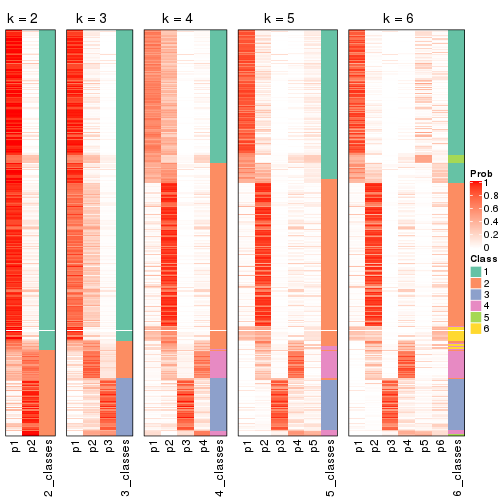 k = 2
k = 3
k = 4
k = 5
k = 6
Prob
1
0.8
0.6
0.4
0.2
0
Class
1
2
3
4
5
6
p1
p2
2_classes
p1
p2
p3
3_classes
p1
p2
p3
p4
4_classes
p1
p2
p3
p4
p5
5_classes
p1
p2
p3
p4
p5
p6
6_classes